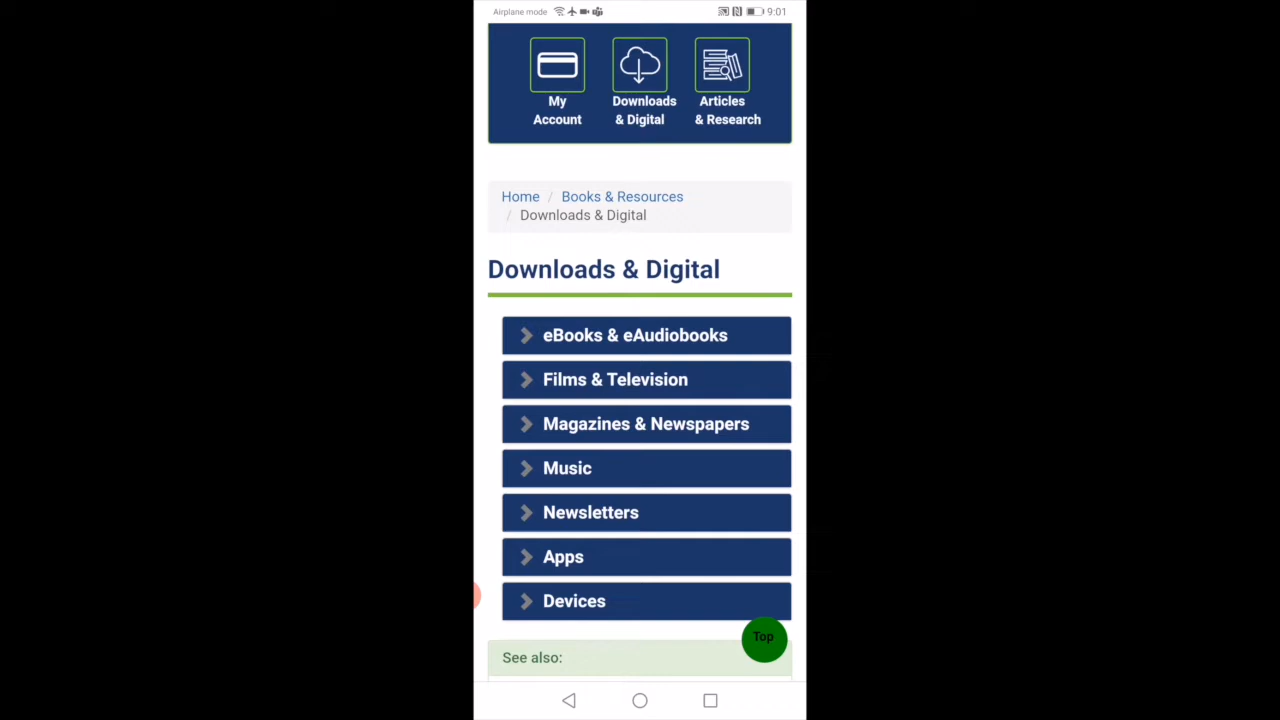 Airplane mode 9:01
My Account
Downloads & Digital
Articles & Research
Home / Books & Resources
/ Downloads & Digital
Downloads & Digital
eBooks & eAudiobooks
Films & Television
Magazines & Newspapers
Music
Newsletters
Apps
Devices
Top
See also: